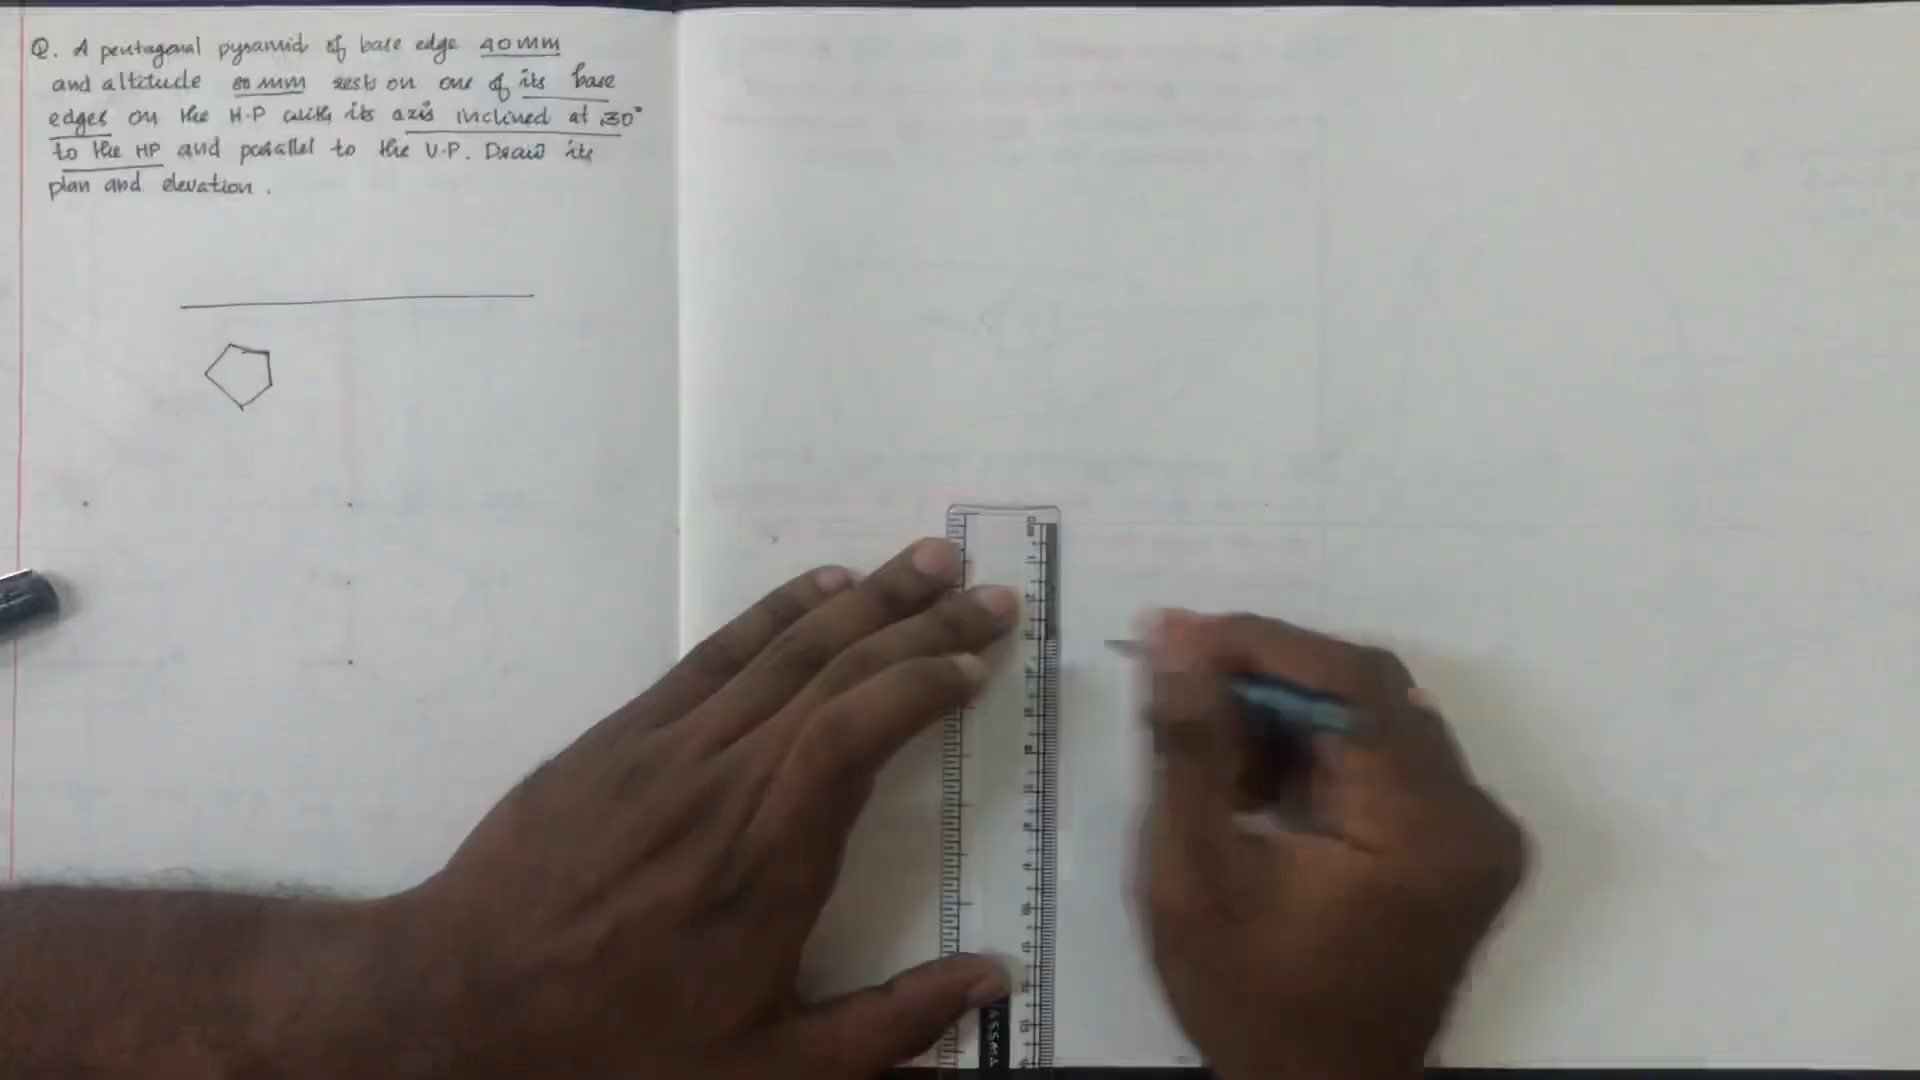 Q. A pentagonal pyramid of base edge 40 mm
and altitude 80 mm rests on one of its base
edges on the H.P with its axis inclined at 30°
to the HP and parallel to the V.P. Draw its
plan and elevation.